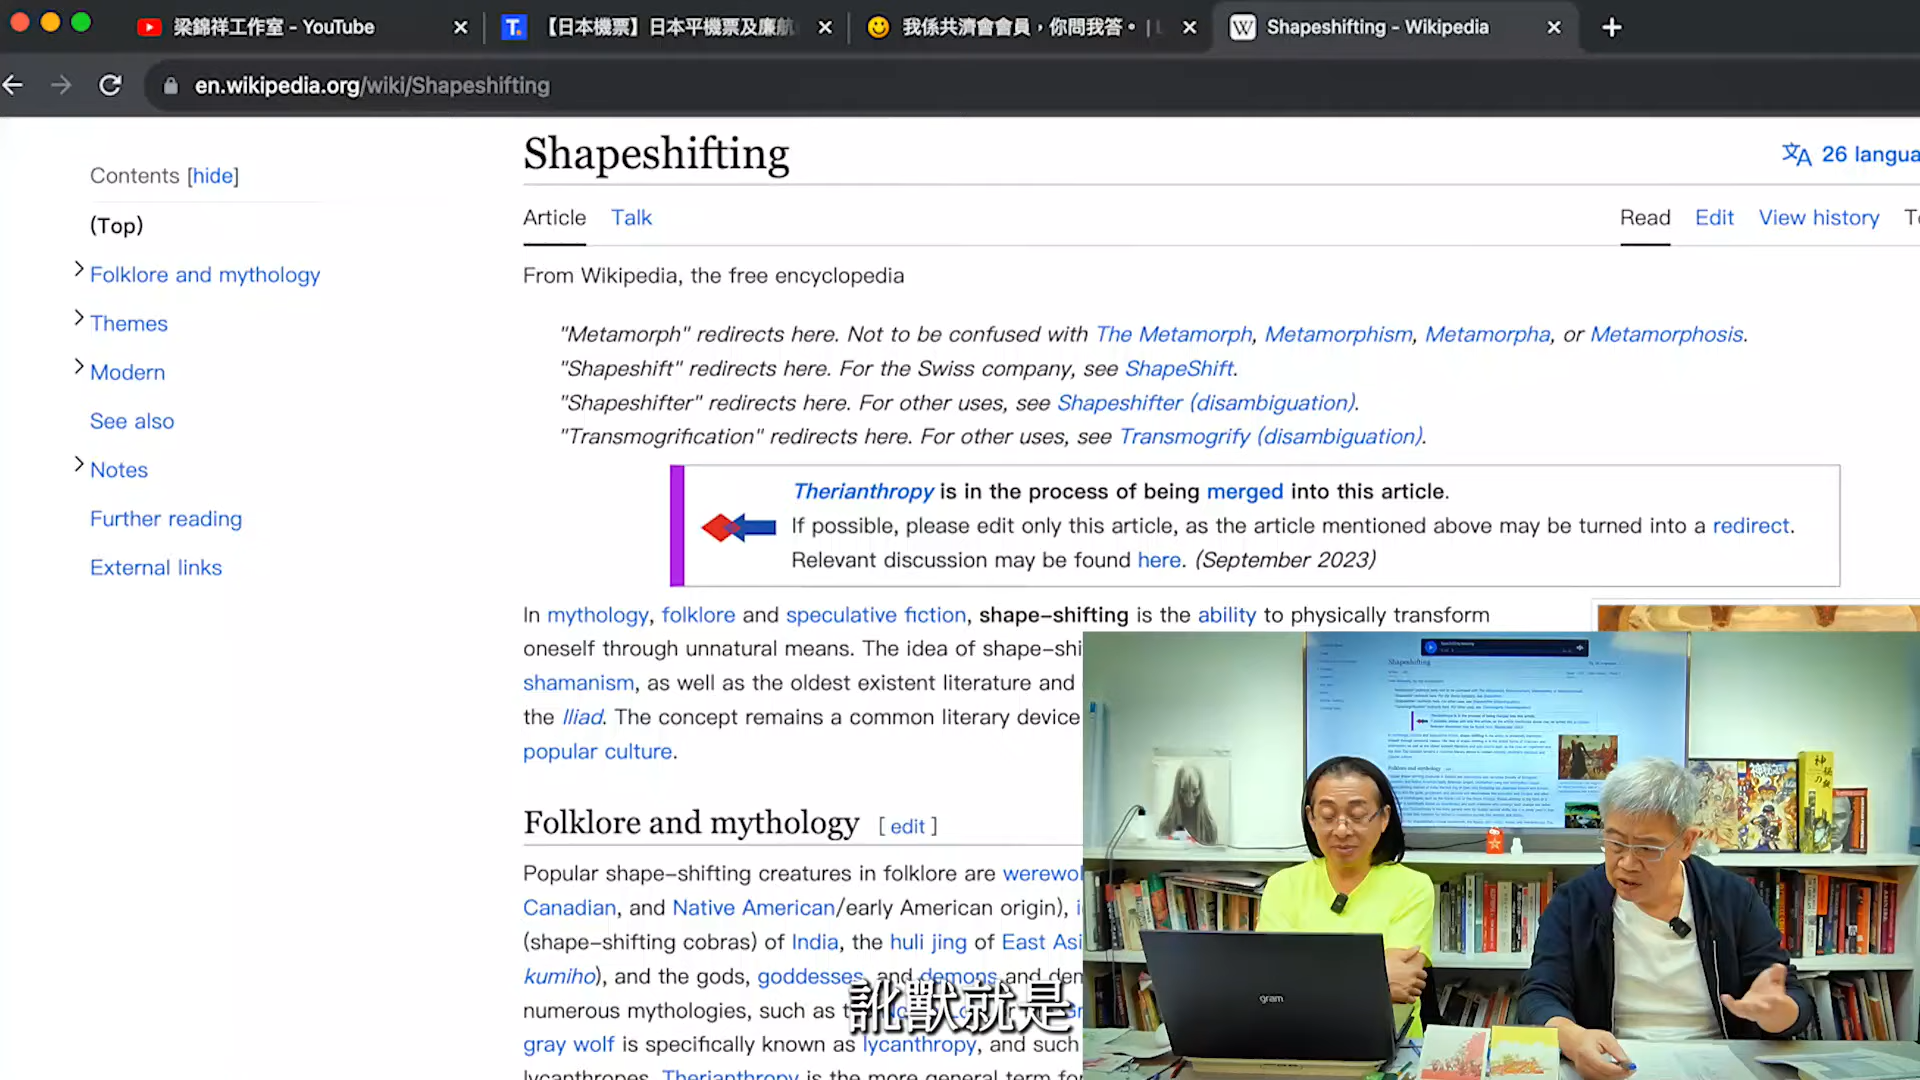 梁錦祥工作室 - YouTube
【日本機票】日本平機票及廉航
我係共濟會會員，你問我答。 | L
Shapeshifting - Wikipedia
en.wikipedia.org/wiki/Shapeshifting
Contents [hide]
(Top)
Folklore and mythology
Themes
Modern
See also
Notes
Further reading
External links
Shapeshifting
26 langua
Article Talk
Read Edit View history To
From Wikipedia, the free encyclopedia
"Metamorph" redirects here. Not to be confused with The Metamorph, Metamorphism, Metamorpha, or Metamorphosis.
"Shapeshift" redirects here. For the Swiss company, see ShapeShift.
"Shapeshifter" redirects here. For other uses, see Shapeshifter (disambiguation).
"Transmogrification" redirects here. For other uses, see Transmogrify (disambiguation).
Therianthropy is in the process of being merged into this article.
If possible, please edit only this article, as the article mentioned above may be turned into a redirect.
Relevant discussion may be found here. (September 2023)
In mythology, folklore and speculative fiction, shape-shifting is the ability to physically transform
oneself through unnatural means. The idea of shape-shi
shamanism, as well as the oldest existent literature and
the Iliad. The concept remains a common literary device
popular culture.
Folklore and mythology [ edit ]
Popular shape-shifting creatures in folklore are werewol
Canadian, and Native American/early American origin), i
(shape-shifting cobras) of India, the huli jing of East Asi
kumiho), and the gods, goddesses, and demons and den
numerous mythologies, such as
gray wolf is specifically known as lycanthropy, and such
lycanthropes. Therianthropy is the more general term fo
訛獸就是
gram